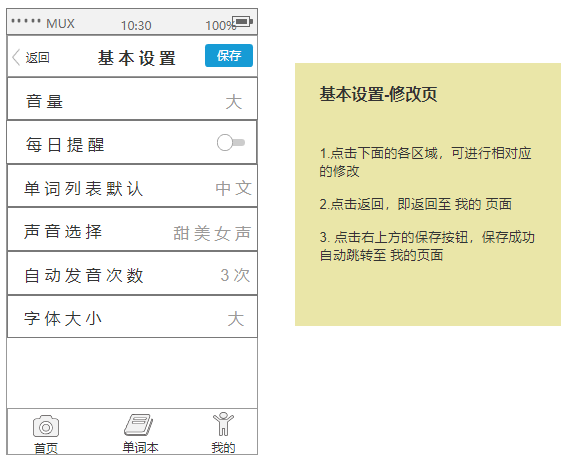 MUX 10:30 100%
返回 基本设置 保存
音量 大
每日提醒
单词列表默认 中文
声音选择 甜美女声
自动发音次数 3次
字体大小 大
首页 单词本 我的
基本设置-修改页
1.点击下面的各区域，可进行相对应
的修改
2.点击返回，即返回至 我的 页面
3. 点击右上方的保存按钮，保存成功
自动跳转至 我的页面